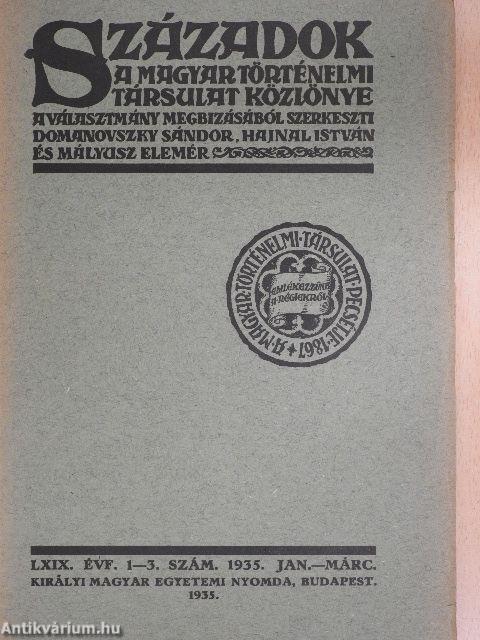 SZÁZADOK
A MAGYAR TÖRTÉNELMI
TÁRSULAT KÖZLÖNYE
A VÁLASZTMÁNY MEGBIZÁSÁBÓL SZERKESZTI
DOMANOVSZKY SÁNDOR, HAJNAL ISTVÁN
ÉS MÁLYUSZ ELEMÉR
A·MAGYAR·TÖRTÉNELMI·TÁRSULAT·PECSÉTJE·1867
EMLÉKEZZÜNK
A·RÉGIEKRŐL
LXIX. ÉVF. 1—3. SZÁM. 1935. JAN.—MÁRC.
KIRÁLYI MAGYAR EGYETEMI NYOMDA, BUDAPEST.
1935.
Antikvárium.hu